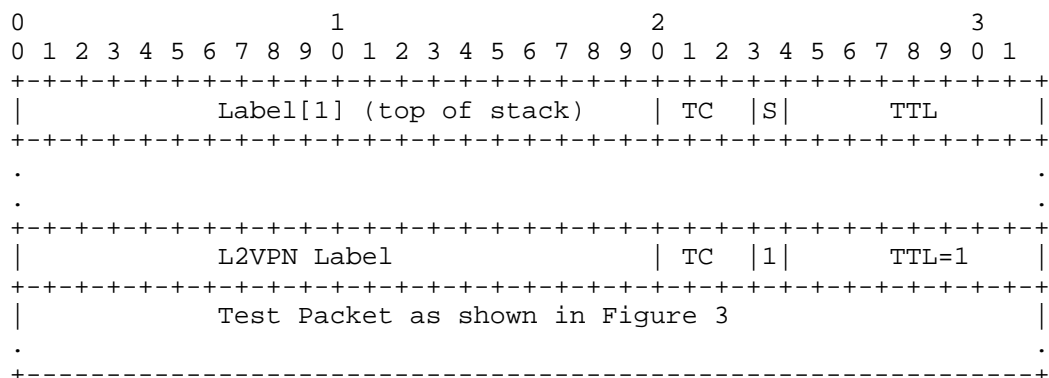 0                   1                   2                   3
0 1 2 3 4 5 6 7 8 9 0 1 2 3 4 5 6 7 8 9 0 1 2 3 4 5 6 7 8 9 0 1
+-+-+-+-+-+-+-+-+-+-+-+-+-+-+-+-+-+-+-+-+-+-+-+-+-+-+-+-+-+-+-+-+
|            Label[1] (top of stack)    | TC  |S|      TTL      |
+-+-+-+-+-+-+-+-+-+-+-+-+-+-+-+-+-+-+-+-+-+-+-+-+-+-+-+-+-+-+-+-+
.                                                               .
.                                                               .
+-+-+-+-+-+-+-+-+-+-+-+-+-+-+-+-+-+-+-+-+-+-+-+-+-+-+-+-+-+-+-+-+
|            L2VPN Label                | TC  |1|      TTL=1    |
+-+-+-+-+-+-+-+-+-+-+-+-+-+-+-+-+-+-+-+-+-+-+-+-+-+-+-+-+-+-+-+-+
|            Test Packet as shown in Figure 3                   |
.                                                               .
+---------------------------------------------------------------+